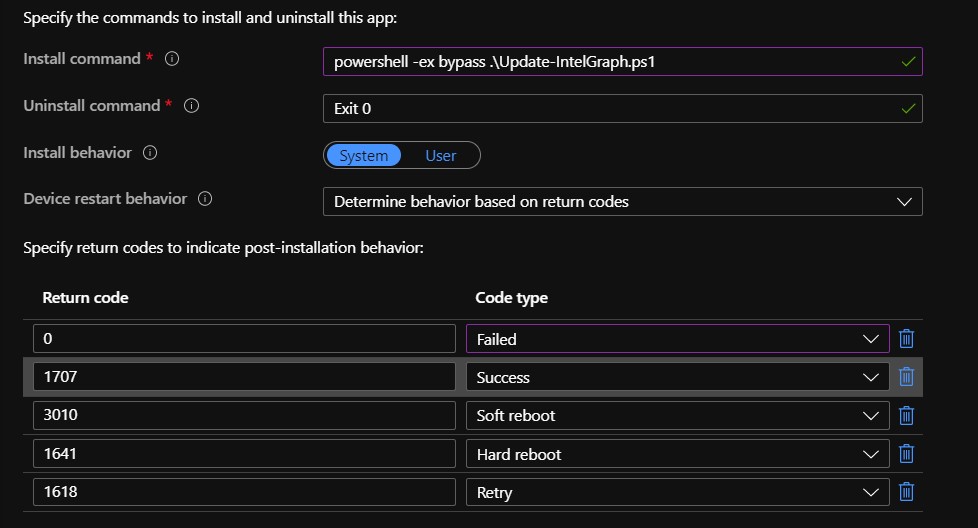 Specify the commands to install and uninstall this app:
Install command * powershell -ex bypass .\Update-IntelGraph.ps1
Uninstall command * Exit 0
Install behavior System User
Device restart behavior Determine behavior based on return codes
Specify return codes to indicate post-installation behavior:
Return code Code type
0 Failed
1707 Success
3010 Soft reboot
1641 Hard reboot
1618 Retry